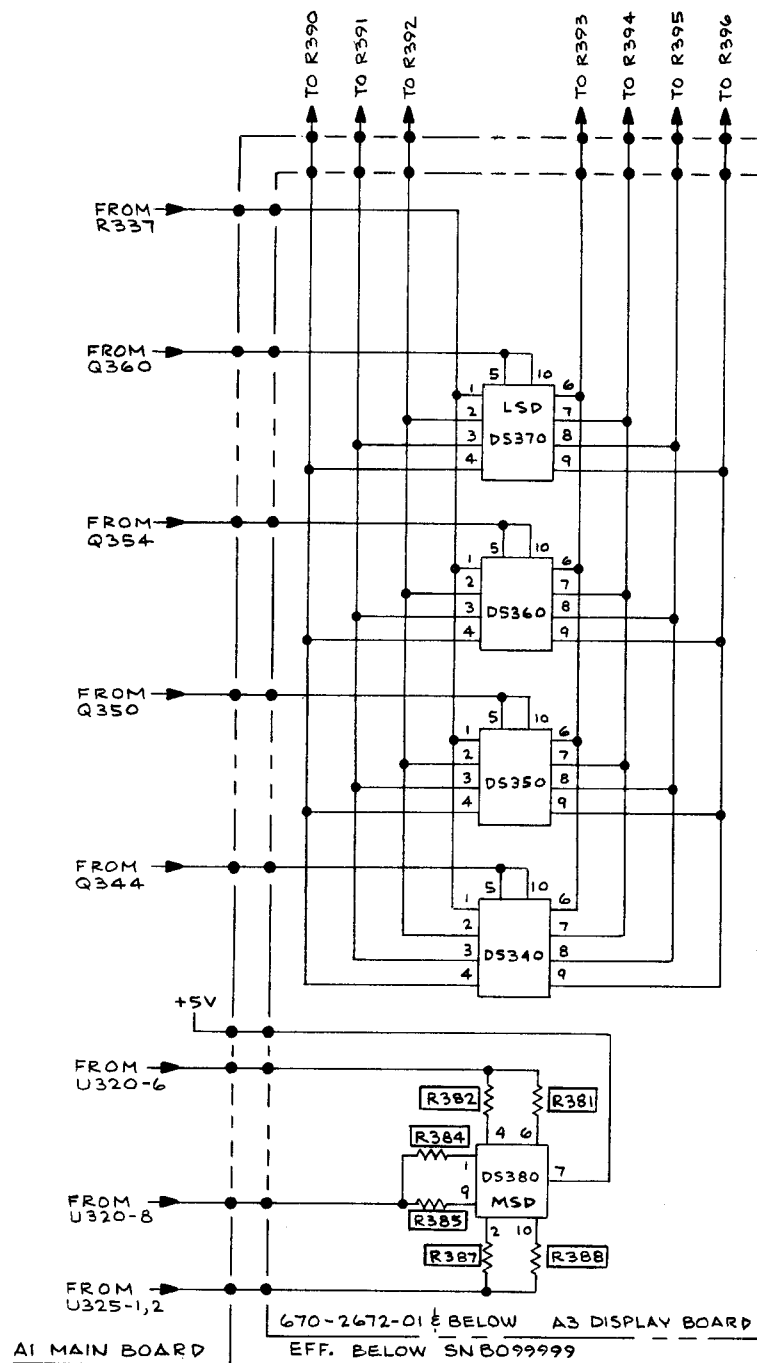 TO R390
TO R391
TO R392
TO R393
TO R394
TO R395
TO R396
FROM
R337
FROM
Q360
5 10
1 6
2 LSD 7
3 DS370 8
4 9
FROM
Q354
5 10
1 6
2 7
3 DS360 8
4 9
FROM
Q350
5 10
1 6
2 7
3 DS350 8
4 9
FROM
Q344
5 10
1 6
2 7
3 DS340 8
4 9
+5V
FROM
U320-6
R382 R381
4 6
R384
1 DS380 7
9 MSD
FROM
U320-8
R385
2 10
R387 R388
FROM
U325-1,2
670-2672-01 & BELOW A3 DISPLAY BOARD
A1 MAIN BOARD EFF. BELOW SN B099999